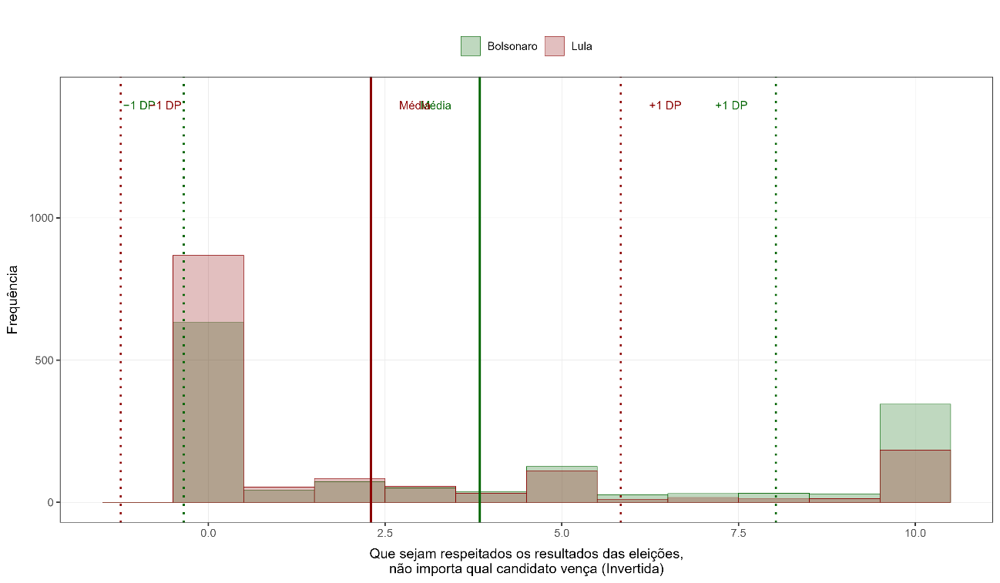 Bolsonaro Lula
−1 DP −1 DP Média Média +1 DP +1 DP
1000
500
0
Frequência
0.0 2.5 5.0 7.5 10.0
Que sejam respeitados os resultados das eleições,
não importa qual candidato vença (Invertida)